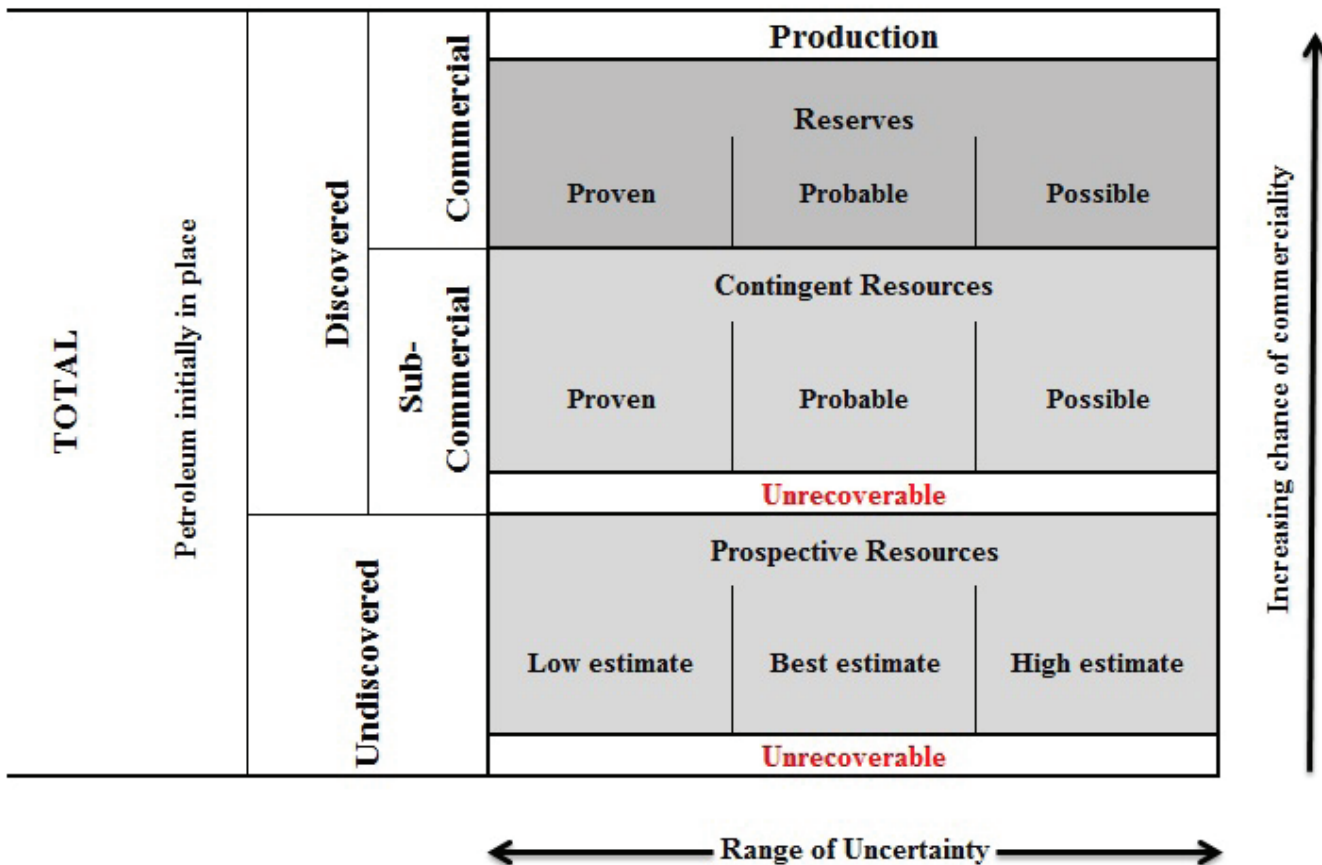 TOTAL
Petroleum initially in place
Discovered
Commercial
Production
Reserves
Proven
Probable
Possible
Sub-
Commercial
Contingent Resources
Proven
Probable
Possible
Unrecoverable
Undiscovered
Prospective Resources
Low estimate
Best estimate
High estimate
Unrecoverable
Increasing chance of commerciality
Range of Uncertainty